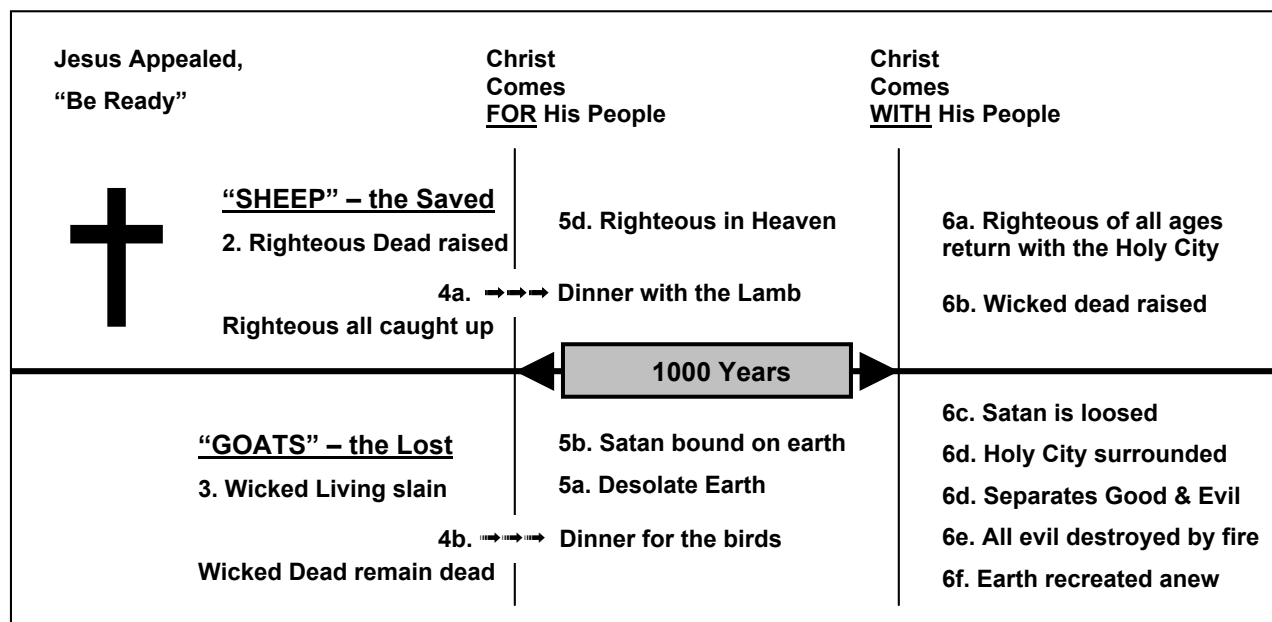 Jesus Appealed,
“Be Ready”
Christ
Comes
FOR His People
Christ
Comes
WITH His People
“SHEEP” – the Saved
2. Righteous Dead raised
4a.
Righteous all caught up
5d. Righteous in Heaven
Dinner with the Lamb
6a. Righteous of all ages
return with the Holy City
6b. Wicked dead raised
1000 Years
“GOATS” – the Lost
3. Wicked Living slain
4b.
Wicked Dead remain dead
5b. Satan bound on earth
5a. Desolate Earth
Dinner for the birds
6c. Satan is loosed
6d. Holy City surrounded
6d. Separates Good & Evil
6e. All evil destroyed by fire
6f. Earth recreated anew